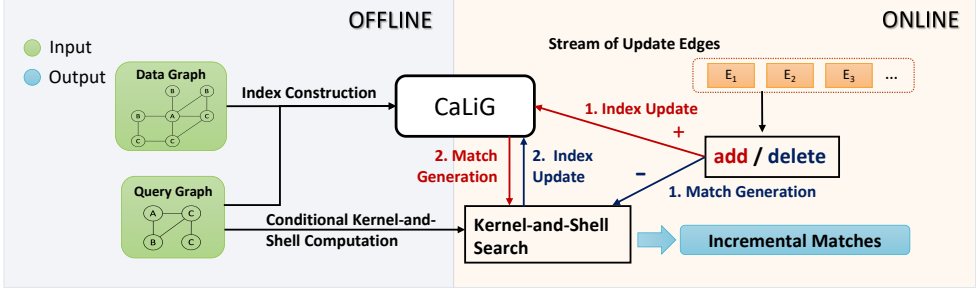 OFFLINE
ONLINE
Input
Output
Data Graph
B
B
B
A
C
C
C
Index Construction
Query Graph
A
C
B
C
Conditional Kernel-and-
Shell Computation
CaLiG
Stream of Update Edges
E1
E2
E3
...
1. Index Update
+
add / delete
-
1. Match Generation
2. Match
Generation
2. Index
Update
Kernel-and-Shell
Search
Incremental Matches